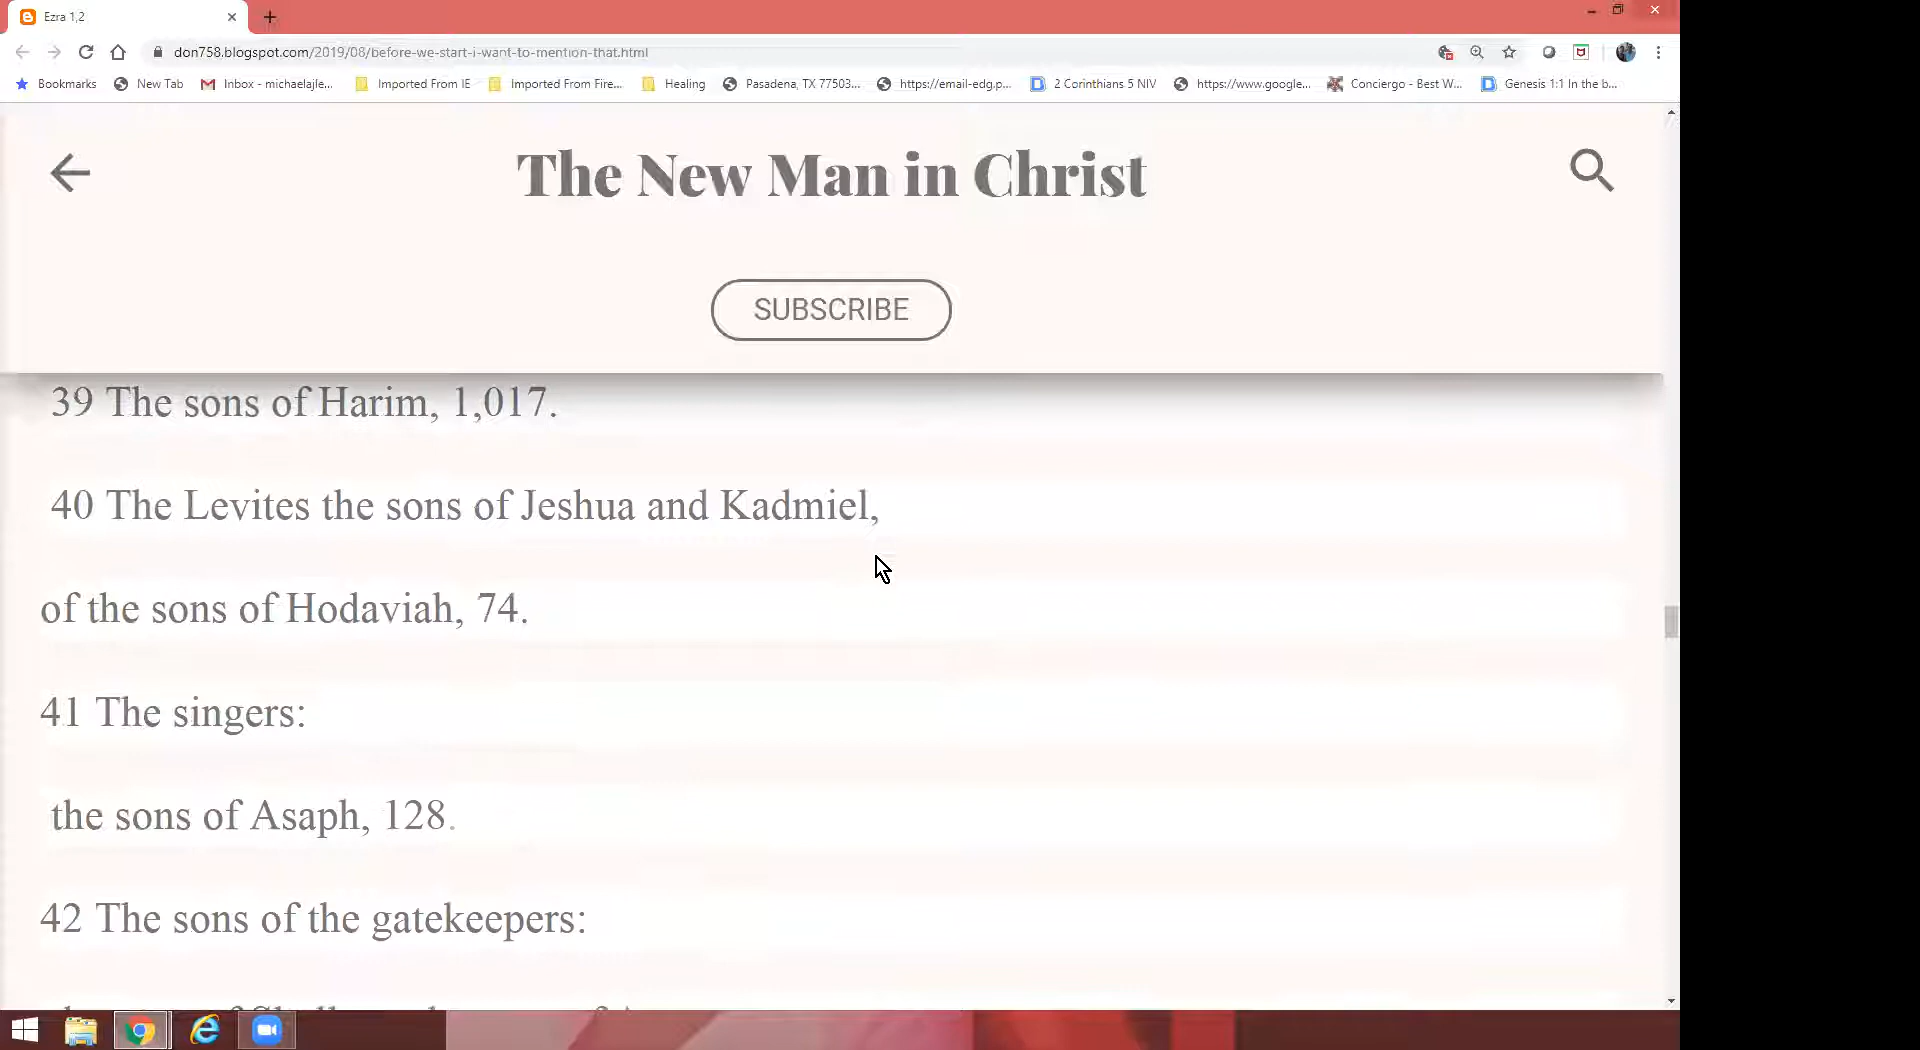 Ezra 1,2
don758.blogspot.com/2019/08/before-we-start-i-want-to-mention-that.html
Bookmarks New Tab Inbox - michaelajle... Imported From IE Imported From Fire... Healing Pasadena, TX 77503... https://email-edg.p... 2 Corinthians 5 NIV https://www.google... Conciergo - Best W... Genesis 1:1 In the b...
The New Man in Christ
SUBSCRIBE
39 The sons of Harim, 1,017.
40 The Levites the sons of Jeshua and Kadmiel,
of the sons of Hodaviah, 74.
41 The singers:
the sons of Asaph, 128.
42 The sons of the gatekeepers: